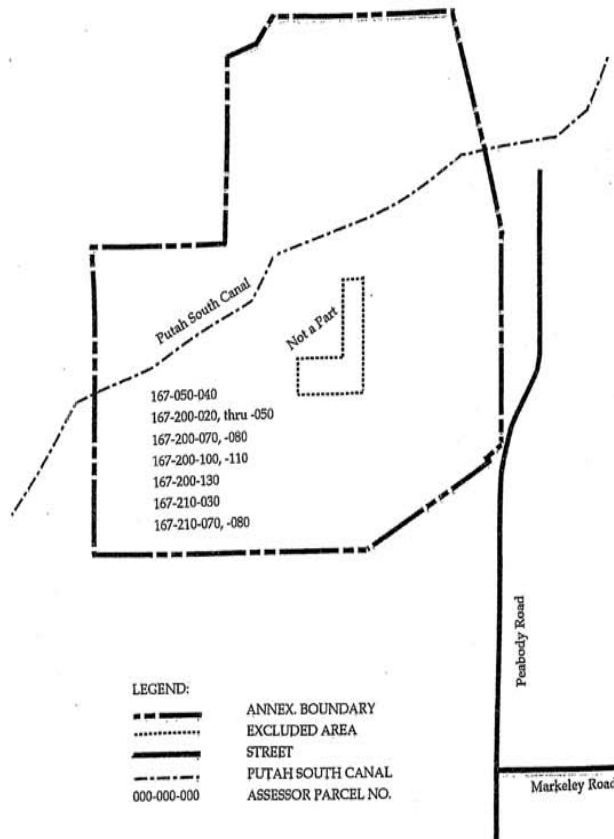 Putah South Canal
Not a Part
167-050-040
167-200-020, thru -050
167-200-070, -080
167-200-100, -110
167-200-130
167-210-030
167-210-070, -080
Peabody Road
Markeley Road
LEGEND:
ANNEX. BOUNDARY
EXCLUDED AREA
STREET
PUTAH SOUTH CANAL
000-000-000 ASSESSOR PARCEL NO.